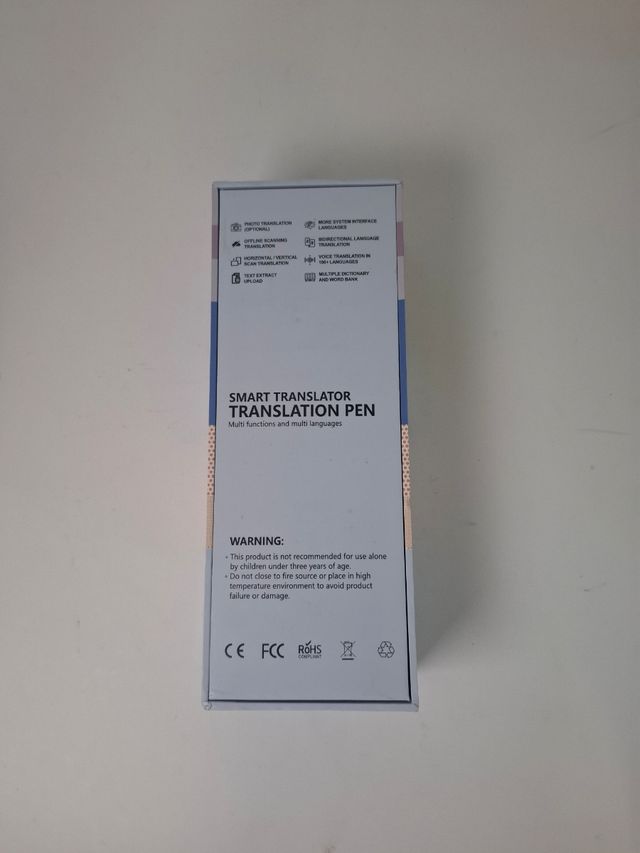 PHOTO TRANSLATION
(OPTIONAL)
OFFLINE SCANNING
TRANSLATION
HORIZONTAL / VERTICAL
SCAN TRANSLATION
TEXT EXTRACT
UPLOAD
MORE SYSTEM INTERFACE
LANGUAGES
BIDIRECTIONAL LANGUAGE
TRANSLATION
VOICE TRANSLATION IN
100+ LANGUAGES
MULTIPLE DICTIONARY
AND WORD BANK
SMART TRANSLATOR
TRANSLATION PEN
Multi functions and multi languages
WARNING:
• This product is not recommended for use alone
by children under three years of age.
• Do not close to fire source or place in high
temperature environment to avoid product
failure or damage.
CE FCC RoHS
COMPLIANT